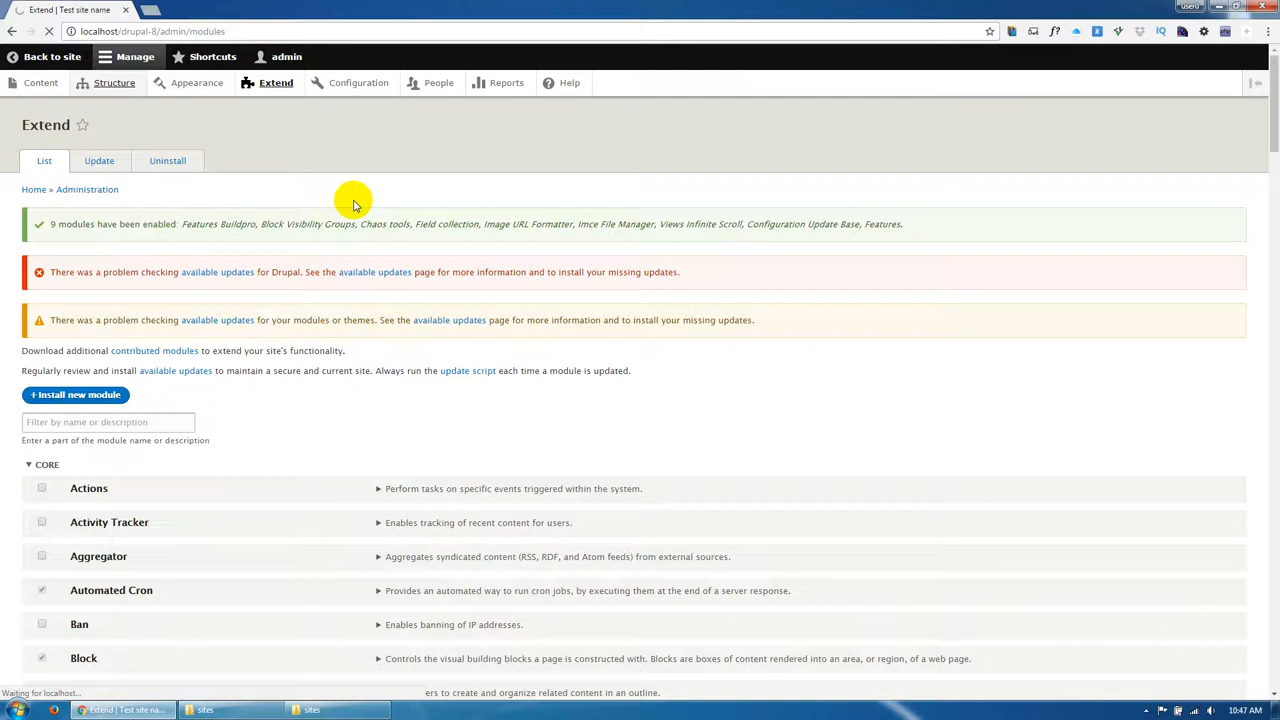 Extend | Test site name
user0
localhost/drupal-8/admin/modules
Back to site Manage Shortcuts admin
Content Structure Appearance Extend Configuration People Reports Help
Extend
List Update Uninstall
Home » Administration
9 modules have been enabled: Features Buildpro, Block Visibility Groups, Chaos tools, Field collection, Image URL Formatter, Imce File Manager, Views Infinite Scroll, Configuration Update Base, Features.
There was a problem checking available updates for Drupal. See the available updates page for more information and to install your missing updates.
There was a problem checking available updates for your modules or themes. See the available updates page for more information and to install your missing updates.
Download additional contributed modules to extend your site's functionality.
Regularly review and install available updates to maintain a secure and current site. Always run the update script each time a module is updated.
+ Install new module
Filter by name or description
Enter a part of the module name or description
▼ CORE
Actions ▶ Perform tasks on specific events triggered within the system.
Activity Tracker ▶ Enables tracking of recent content for users.
Aggregator ▶ Aggregates syndicated content (RSS, RDF, and Atom feeds) from external sources.
Automated Cron ▶ Provides an automated way to run cron jobs, by executing them at the end of a server response.
Ban ▶ Enables banning of IP addresses.
Block ▶ Controls the visual building blocks a page is constructed with. Blocks are boxes of content rendered into an area, or region, of a web page.
Waiting for localhost... ers to create and organize related content in an outline.
Extend | Test site na... sites sites 10:47 AM